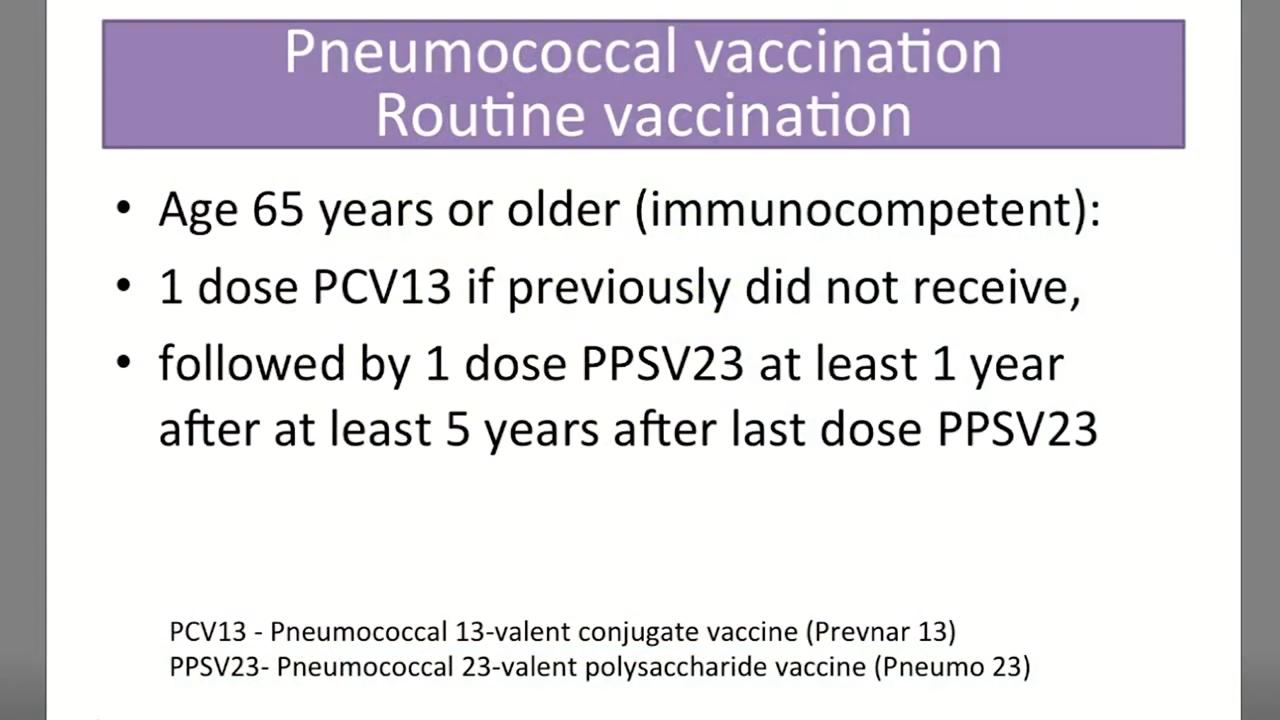 Pneumococcal vaccination
Routine vaccination
• Age 65 years or older (immunocompetent):
• 1 dose PCV13 if previously did not receive,
• followed by 1 dose PPSV23 at least 1 year
after at least 5 years after last dose PPSV23
PCV13 - Pneumococcal 13-valent conjugate vaccine (Prevnar 13)
PPSV23- Pneumococcal 23-valent polysaccharide vaccine (Pneumo 23)